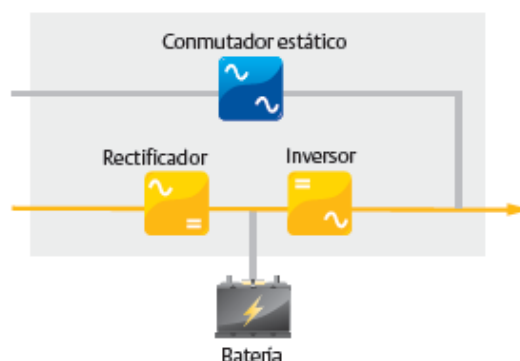 Conmutador estático
Rectificador
Inversor
Batería